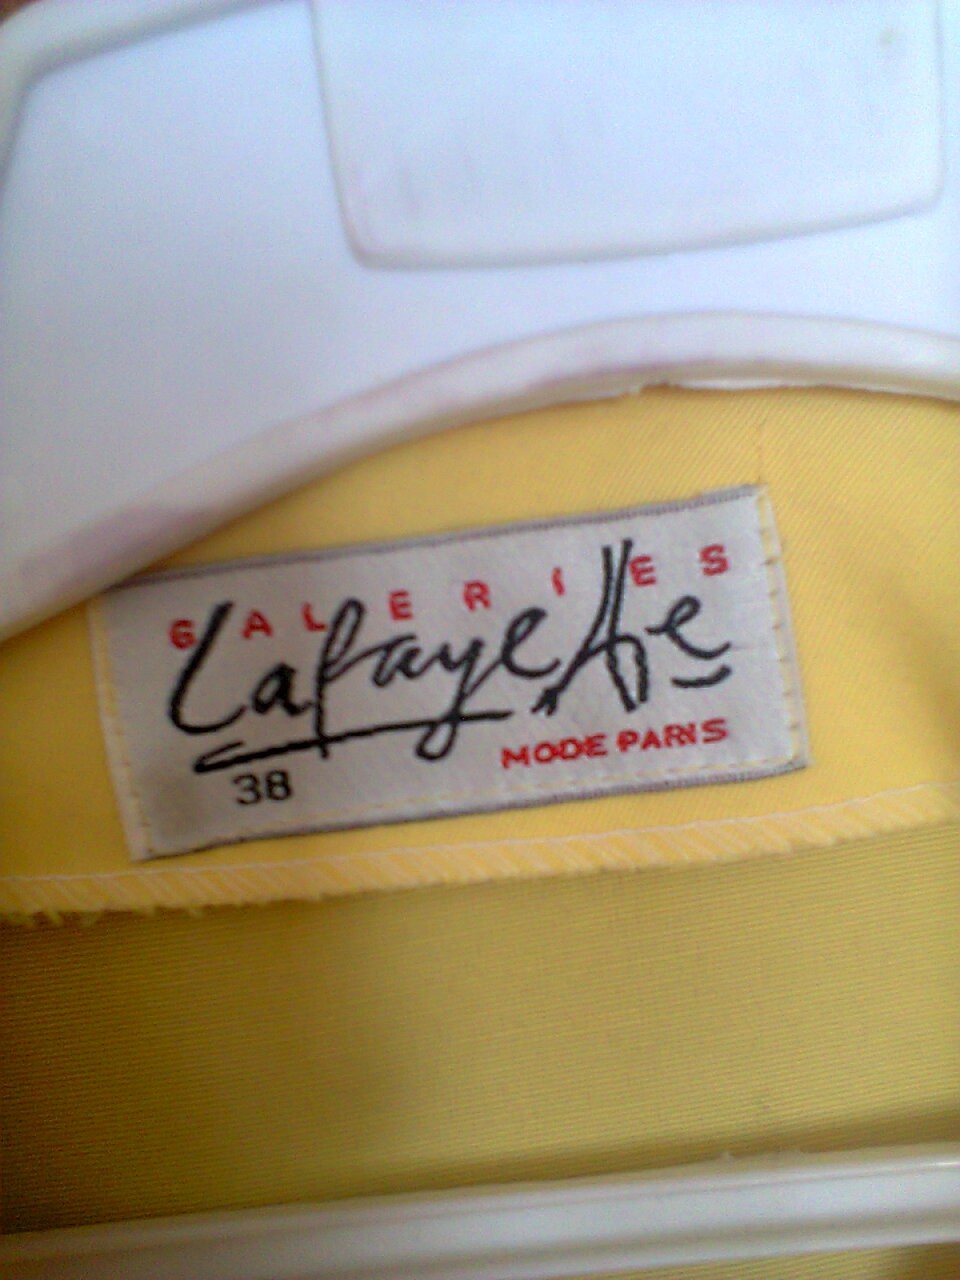 GALERIES
Lafayette
MODE PARIS
38